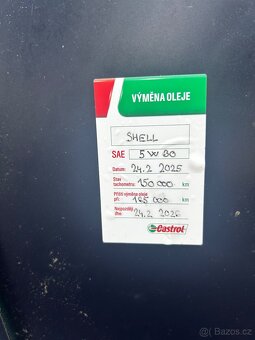 VÝMĚNA OLEJE
SHELL
SAE 5W30
Datum: 24.2 2025
Stav tachometru: 150 000 km
Příští výměna oleje při: 165 000 km
Nejpozději dne: 24.2 2026
Castrol
© Bazoš.cz